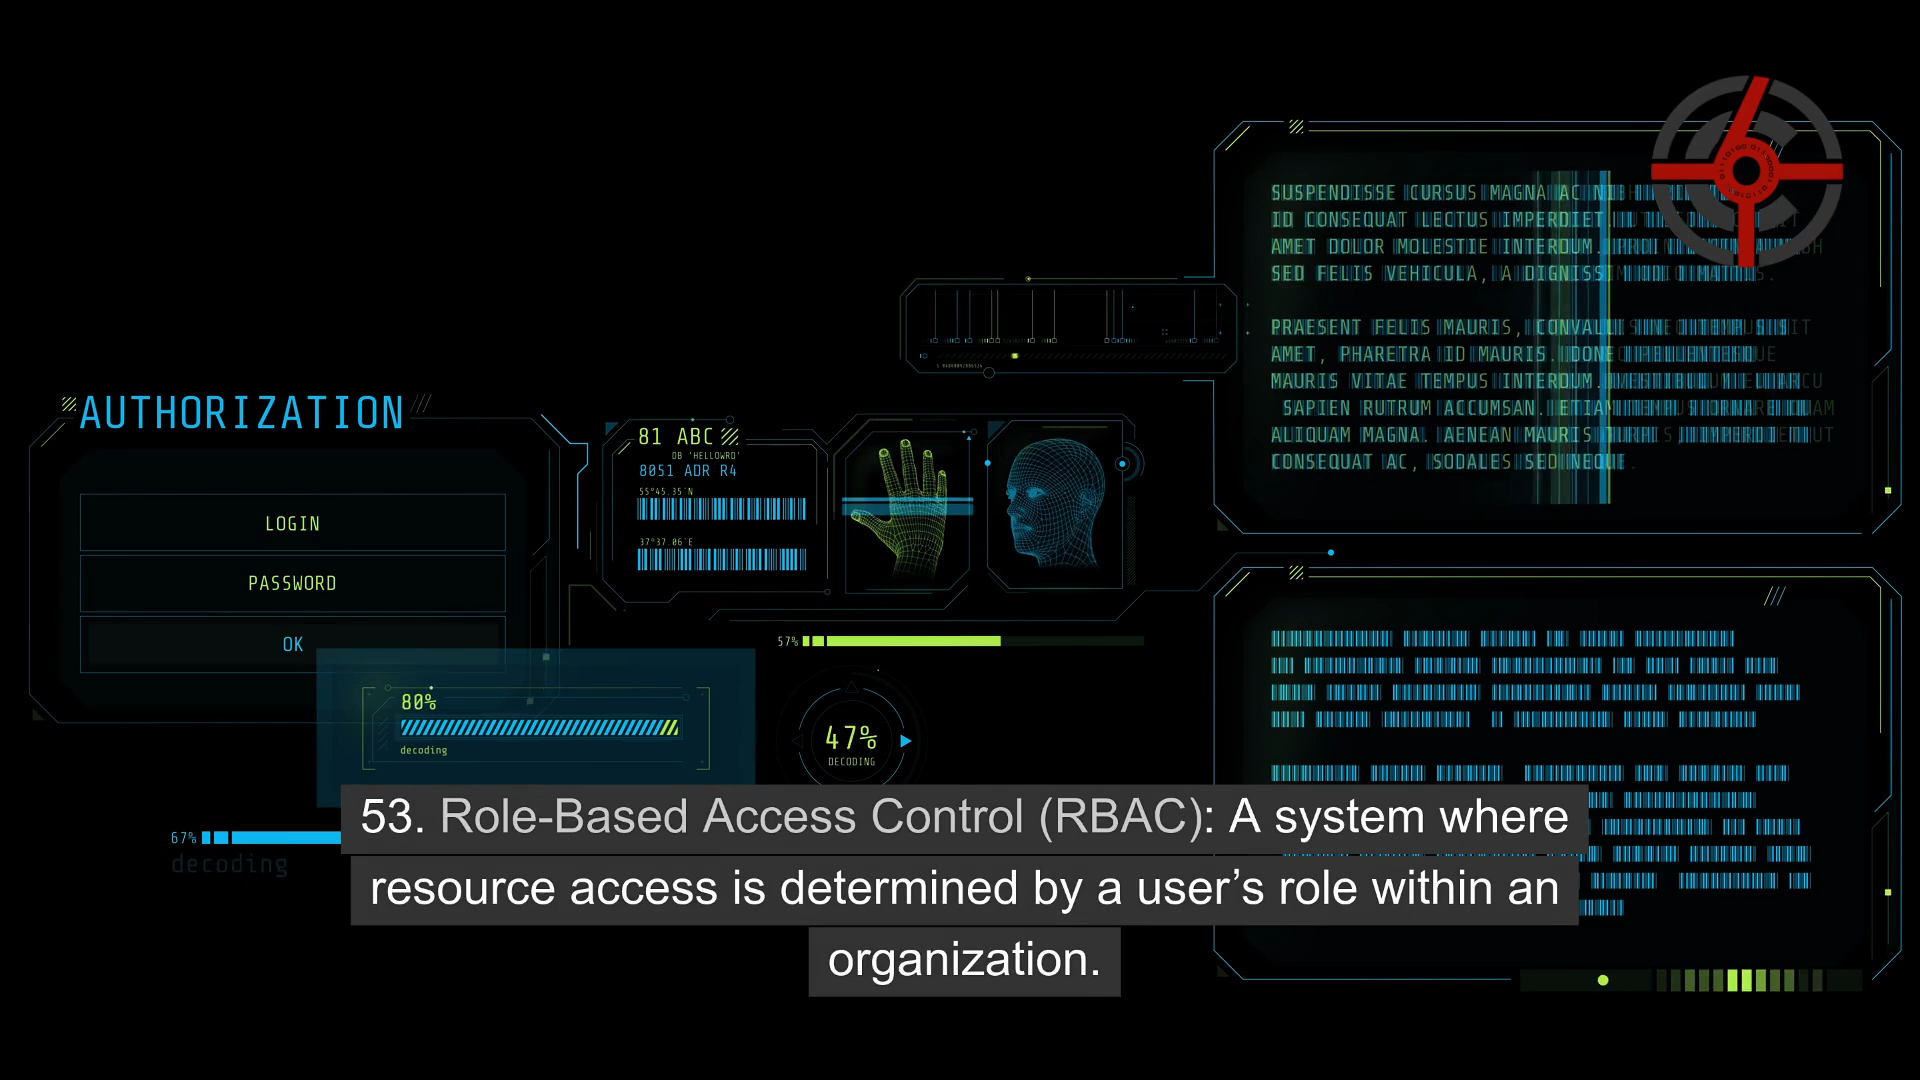 AUTHORIZATION
LOGIN
PASSWORD
OK
80%
decoding
67%
decoding
81 ABC
DB 'HELLOWRD'
8051 ADR R4
55°45.35'N
37°37.06'E
57%
47%
DECODING
SUSPENDISSE CURSUS MAGNA AC
ID CONSEQUAT LECTUS IMPERDIET.
AMET DOLOR MOLESTIE INTERDUM.
SED FELIS VEHICULA, A
PRAESENT FELIS MAURIS,
AMET, PHARETRA ID MAURIS.
MAURIS VITAE TEMPUS INTERDUM.
SAPIEN RUTRUM ACCUMSAN. ETIAM
ALIQUAM MAGNA. AENEAN MAURIS
CONSEQUAT AC, SODALES SED NEQUE.
53. Role-Based Access Control (RBAC): A system where
resource access is determined by a user’s role within an
organization.